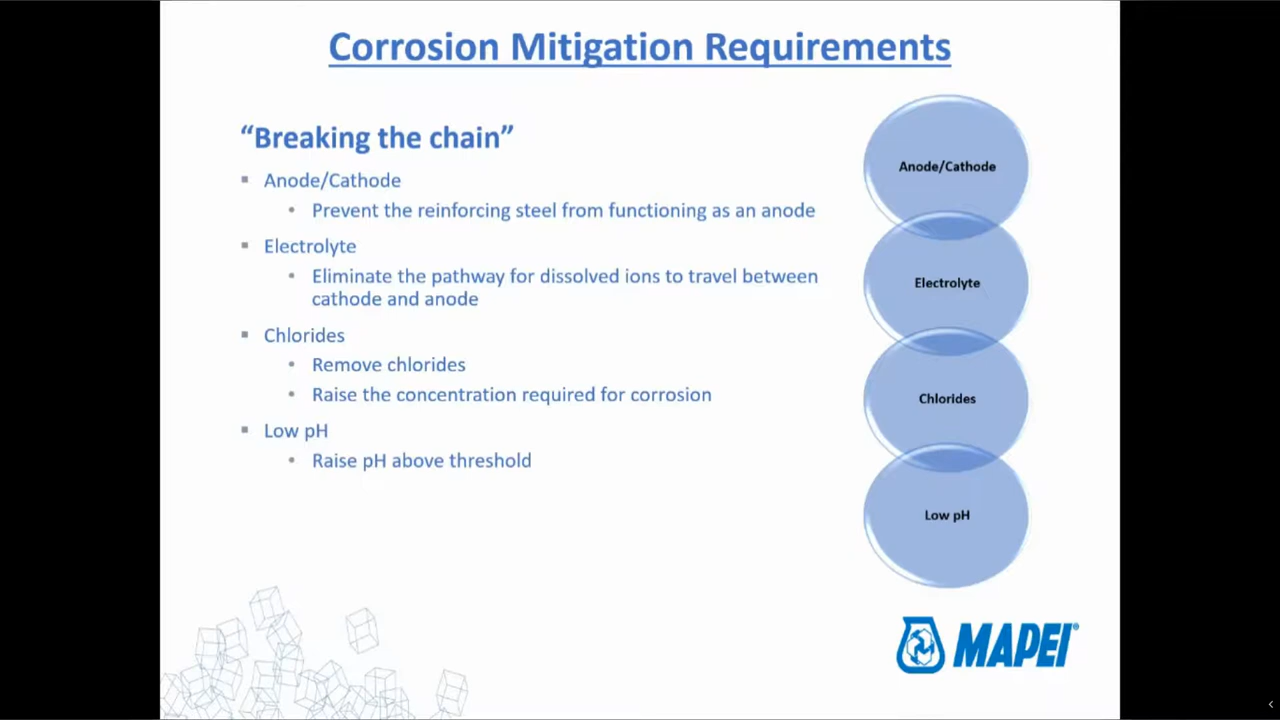 Corrosion Mitigation Requirements
“Breaking the chain”
Anode/Cathode
Prevent the reinforcing steel from functioning as an anode
Electrolyte
Eliminate the pathway for dissolved ions to travel between
cathode and anode
Chlorides
Remove chlorides
Raise the concentration required for corrosion
Low pH
Raise pH above threshold
Anode/Cathode
Electrolyte
Chlorides
Low pH
MAPEI®